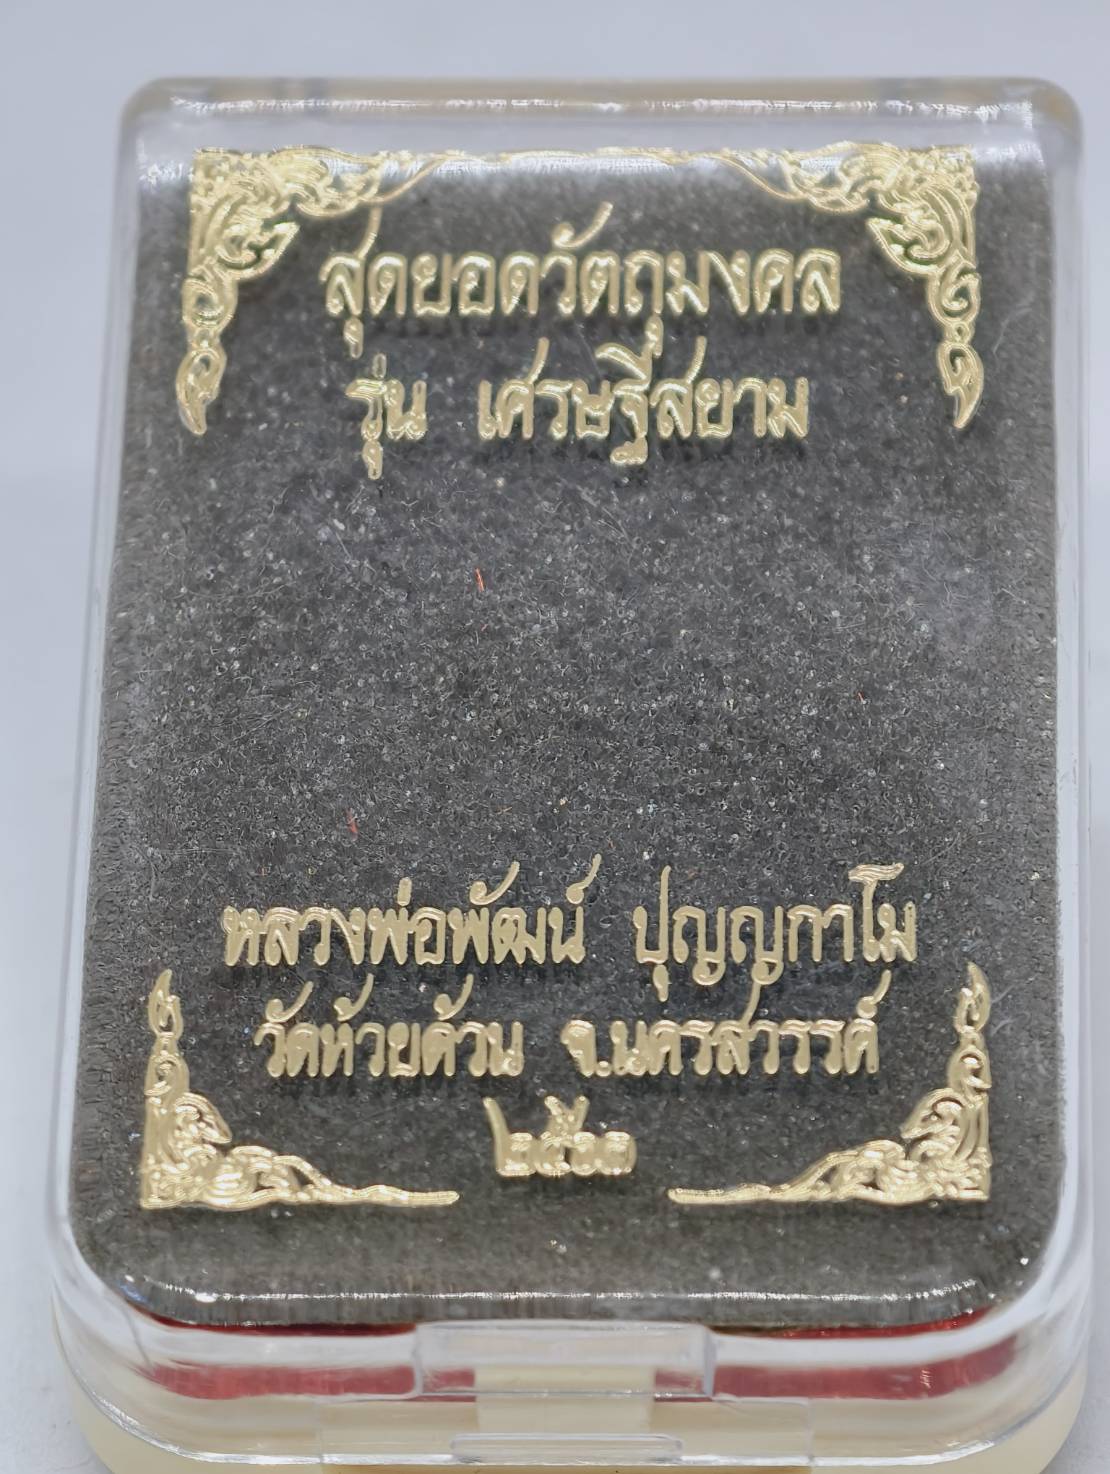 สุดยอดวัตถุมงคล
รุ่น เศรษฐีสยาม
หลวงพ่อพัฒน์ ปุญญกาโม
วัดห้วยด้วน จ.นครสวรรค์
๒๕๖๓